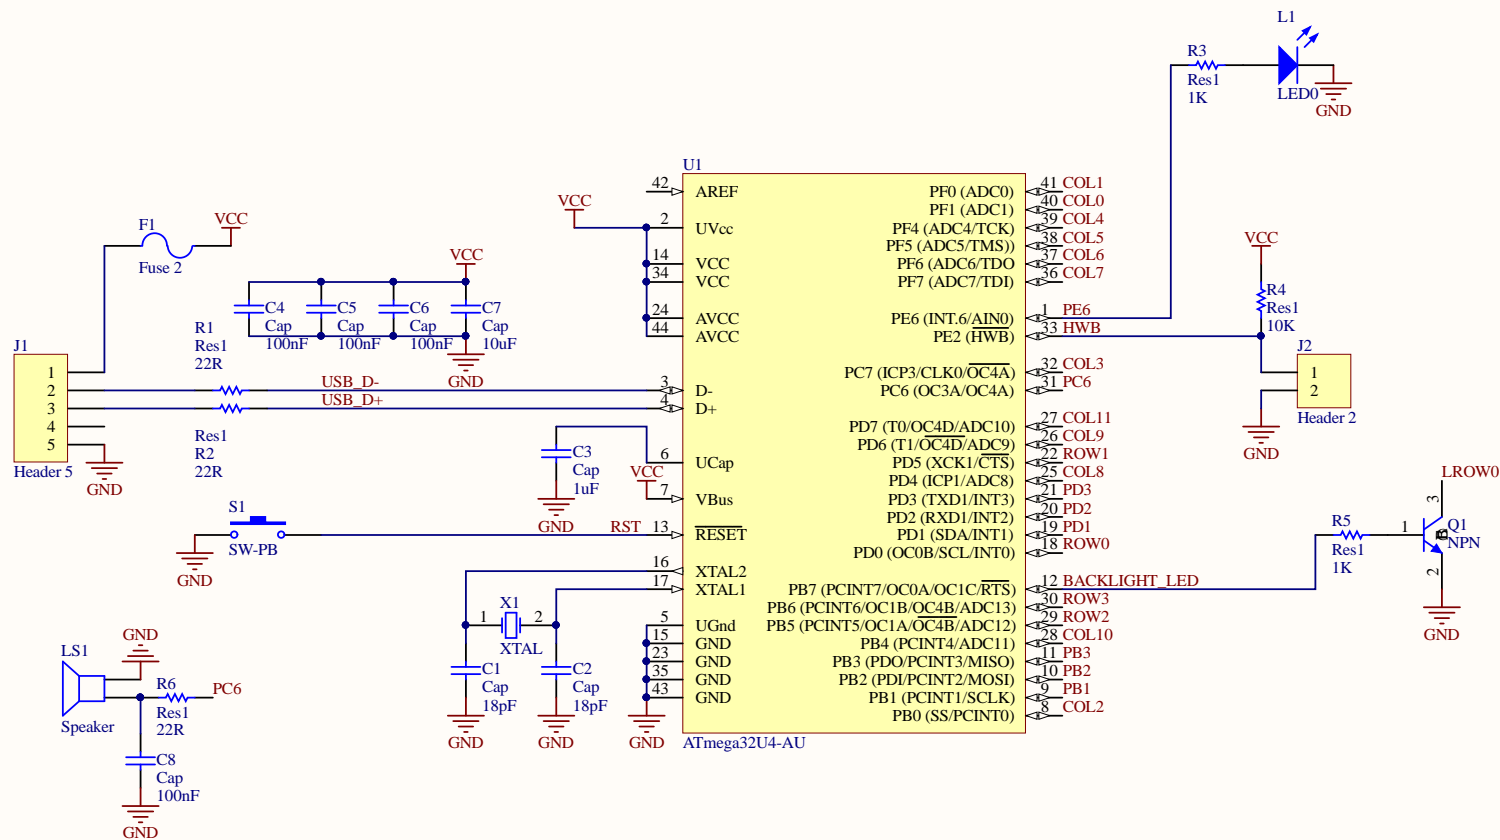 L1
R3
Res1
1K
LED0
GND
U1
42
AREF
2
UVcc
14
VCC
34
VCC
24
AVCC
44
AVCC
3
D-
4
D+
6
UCap
7
VBus
13
RESET
16
XTAL2
17
XTAL1
5
UGnd
15
GND
23
GND
35
GND
43
GND
ATmega32U4-AU
PF0 (ADC0)
41 COL1
PF1 (ADC1)
40 COL0
PF4 (ADC4/TCK)
39 COL4
PF5 (ADC5/TMS))
38 COL5
PF6 (ADC6/TDO
37 COL6
PF7 (ADC7/TDI)
36 COL7
PE6 (INT.6/AIN0)
1 PE6
PE2 (HWB)
33 HWB
PC7 (ICP3/CLK0/OC4A)
32 COL3
PC6 (OC3A/OC4A)
31 PC6
PD7 (T0/OC4D/ADC10)
27 COL11
PD6 (T1/OC4D/ADC9)
26 COL9
PD5 (XCK1/CTS)
22 ROW1
PD4 (ICP1/ADC8)
25 COL8
PD3 (TXD1/INT3)
21 PD3
PD2 (RXD1/INT2)
20 PD2
PD1 (SDA/INT1)
19 PD1
PD0 (OC0B/SCL/INT0)
18 ROW0
PB7 (PCINT7/OC0A/OC1C/RTS)
12 BACKLIGHT_LED
PB6 (PCINT6/OC1B/OC4B/ADC13)
30 ROW3
PB5 (PCINT5/OC1A/OC4B/ADC12)
29 ROW2
PB4 (PCINT4/ADC11)
28 COL10
PB3 (PDO/PCINT3/MISO)
11 PB3
PB2 (PDI/PCINT2/MOSI)
10 PB2
PB1 (PCINT1/SCLK)
9 PB1
PB0 (SS/PCINT0)
8 COL2
VCC
F1
VCC
Fuse 2
VCC
C4
Cap
100nF
C5
Cap
100nF
C6
Cap
100nF
C7
Cap
10uF
GND
R1
Res1
22R
J1
1
2
3
4
5
Header 5
GND
USB_D-
USB_D+
Res1
R2
22R
C3
Cap
1uF
GND
VCC
S1
SW-PB
GND
RST
X1
1
2
XTAL
C1
Cap
18pF
GND
C2
Cap
18pF
GND
GND
GND
LS1
Speaker
R6
Res1
22R
PC6
C8
Cap
100nF
GND
VCC
R4
Res1
10K
J2
1
2
Header 2
GND
LROW0
3
R5
Res1
1K
1
Q1
NPN
2
GND